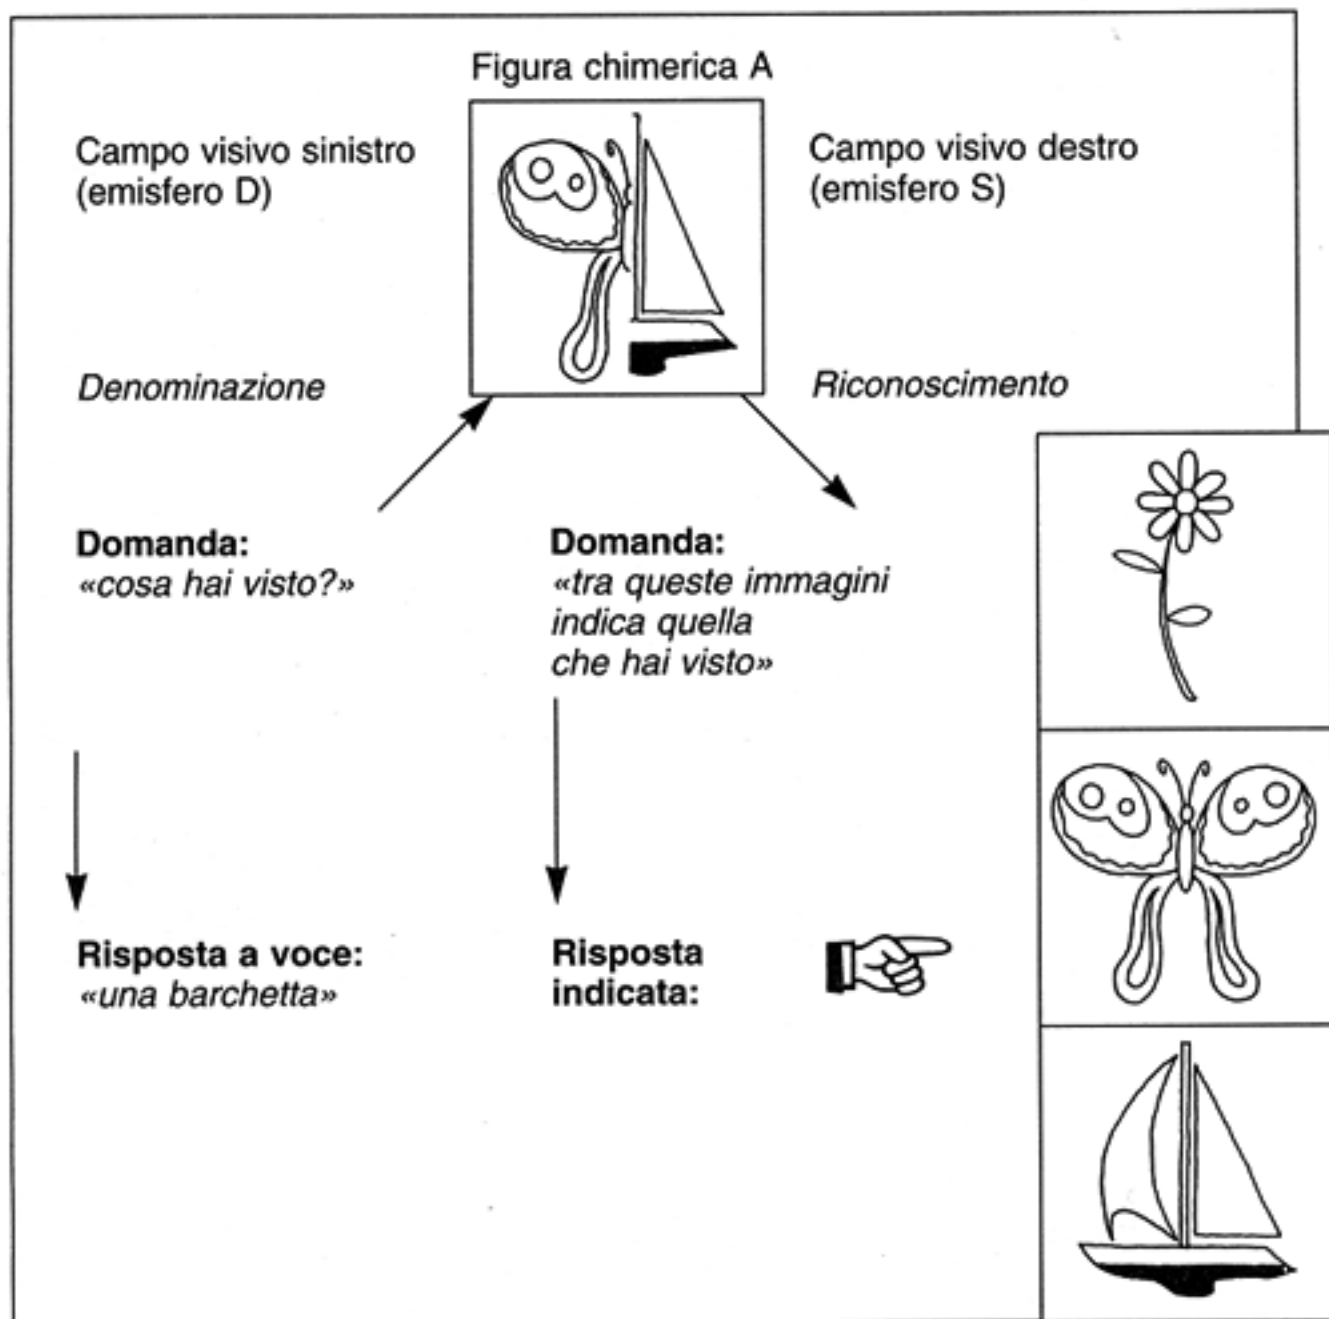 Figura chimerica A
Campo visivo sinistro
(emisfero D)
Campo visivo destro
(emisfero S)
Denominazione
Riconoscimento
Domanda:
«cosa hai visto?»
Domanda:
«tra queste immagini
indica quella
che hai visto»
Risposta a voce:
«una barchetta»
Risposta
indicata: